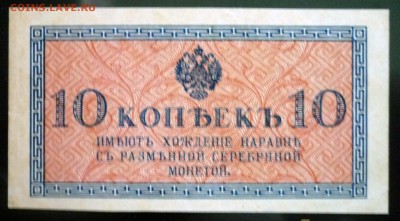 COINS.LAVE.RU
10 КОПѢЕКЪ 10
ИМѢЮТЪ ХОЖДЕНІЕ НАРАВНѢ
СЪ РАЗМѢННОЙ СЕРЕБРЯНОЙ
МОНЕТОЙ.